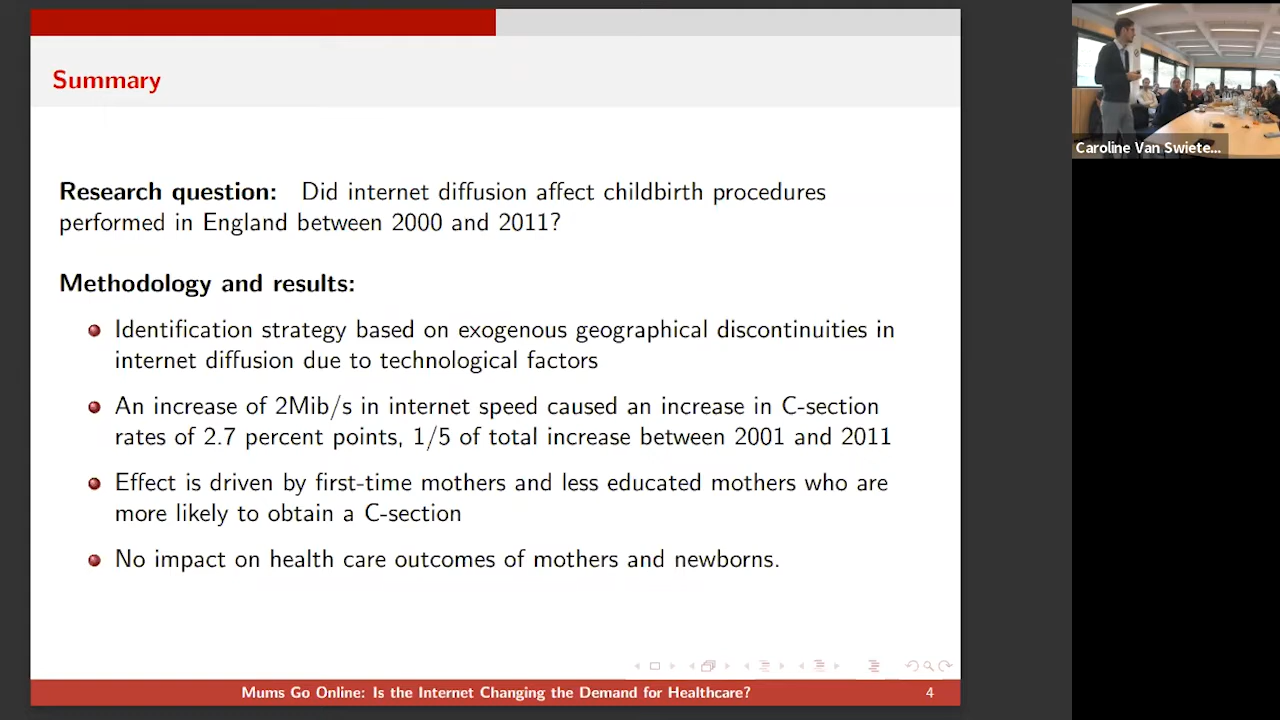 Summary
Research question: Did internet diffusion affect childbirth procedures
performed in England between 2000 and 2011?
Methodology and results:
Identification strategy based on exogenous geographical discontinuities in
internet diffusion due to technological factors
An increase of 2Mib/s in internet speed caused an increase in C-section
rates of 2.7 percent points, 1/5 of total increase between 2001 and 2011
Effect is driven by first-time mothers and less educated mothers who are
more likely to obtain a C-section
No impact on health care outcomes of mothers and newborns.
Mums Go Online: Is the Internet Changing the Demand for Healthcare?
4
Caroline Van Swiete...